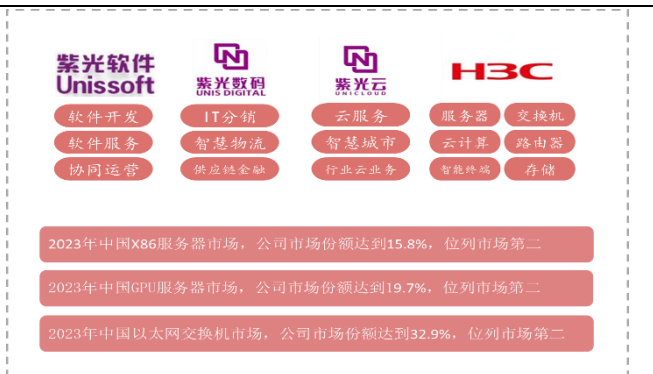 紫光软件
Unissoft
紫光数码
UNIS DIGITAL
紫光云
UNICLOUD
H3C
软件开发 IT分销 云服务 服务器 交换机
软件服务 智慧物流 智慧城市 云计算 路由器
协同运营 供应链金融 行业云业务 智能终端 存储
2023年中国X86服务器市场，公司市场份额达到15.8%，位列市场第二
2023年中国GPU服务器市场，公司市场份额达到19.7%，位列市场第二
2023年中国以太网交换机市场，公司市场份额达到32.9%，位列市场第二